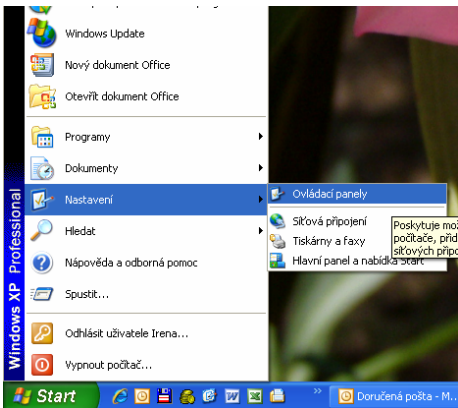 Windows Update
Nový dokument Office
Otevřít dokument Office
Programy
Dokumenty
Nastavení
Hledat
Nápověda a odborná pomoc
Spustit...
Odhlásit uživatele Irena...
Vypnout počítač...
Windows XP Professional
Ovládací panely
Síťová připojení
Tiskárny a faxy
Hlavní panel a nabídka Start
Poskytuje mo
počítače, přid
síťových připo
Start
Doručená pošta - M...